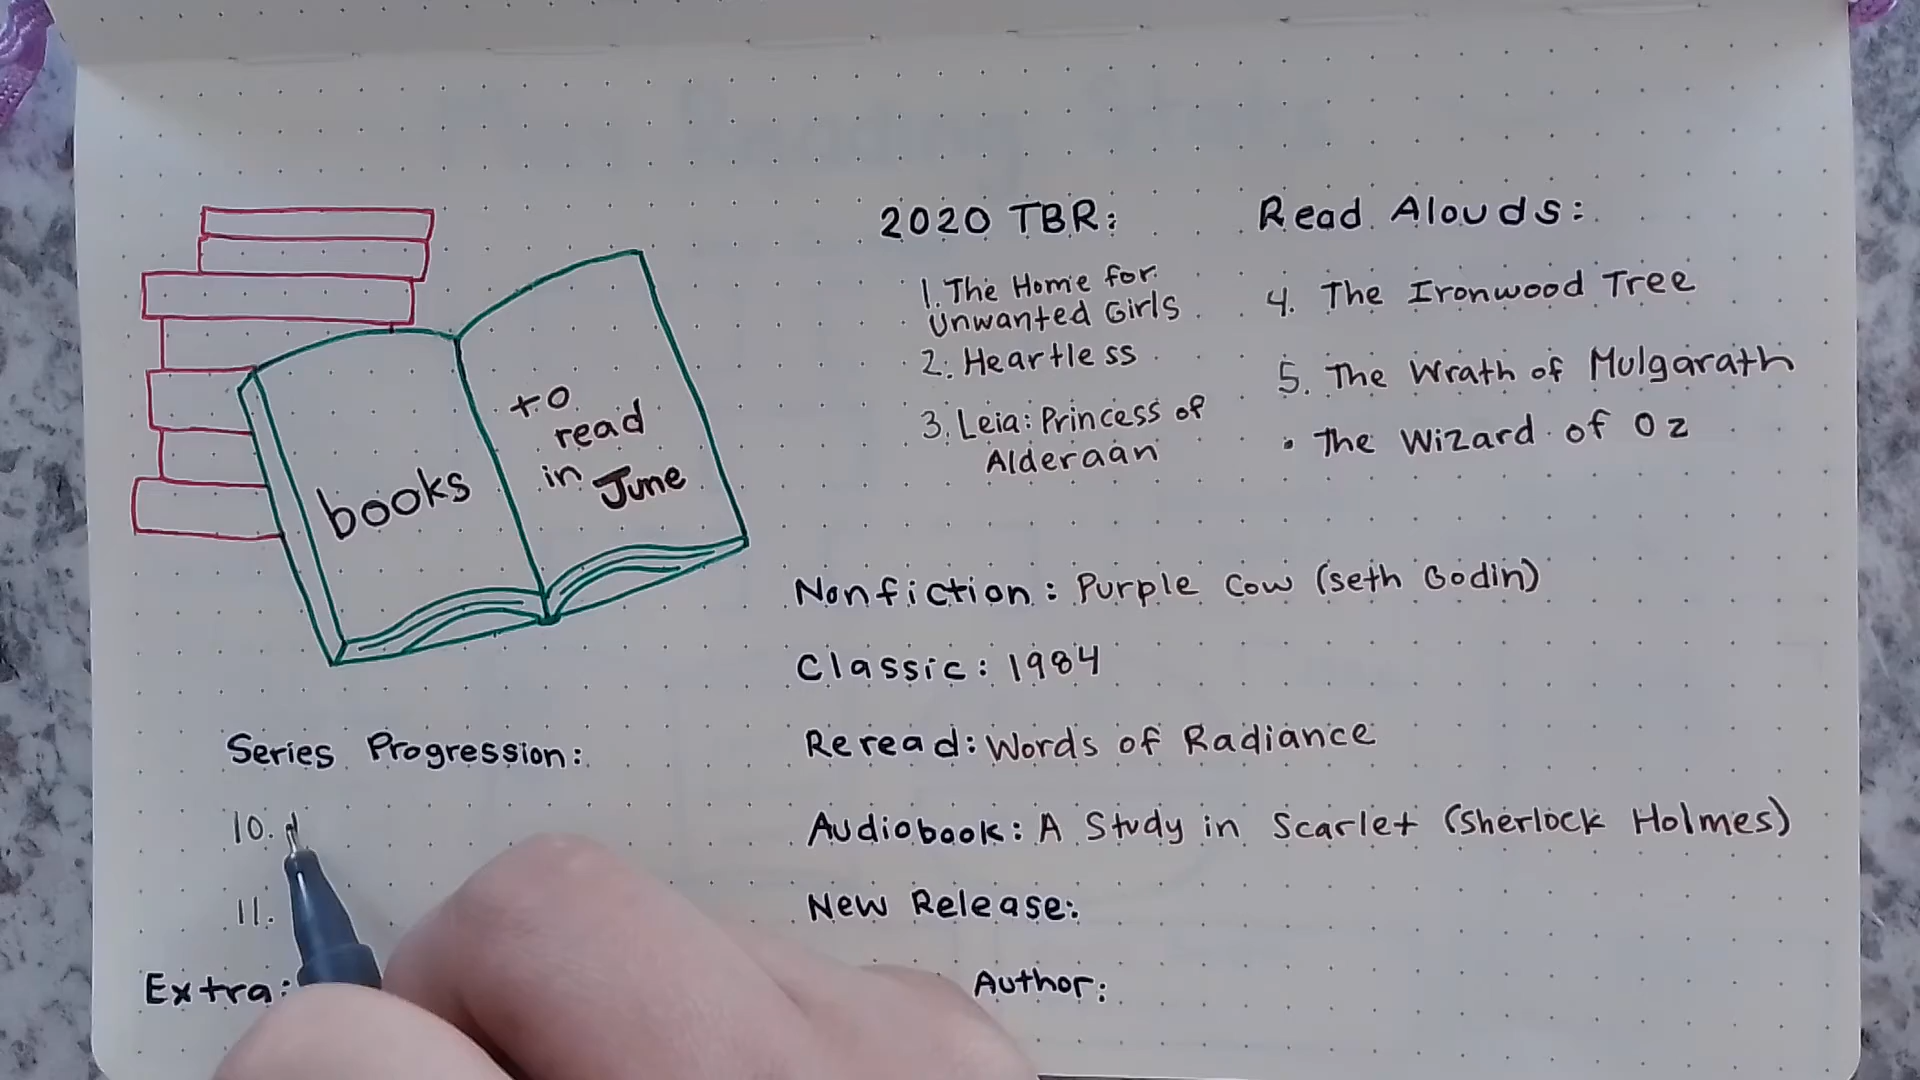 books
to
read
in June
2020 TBR:
1. The Home for
Unwanted Girls
2. Heartless
3. Leia: Princess of
Alderaan
Read Alouds:
4. The Ironwood Tree
5. The Wrath of Mulgarath
• The Wizard of Oz
Nonfiction: Purple Cow (Seth Godin)
Classic: 1984
Reread: Words of Radiance
Audiobook: A Study in Scarlet (Sherlock Holmes)
New Release:
Author:
Series Progression:
10.
11.
Extra: